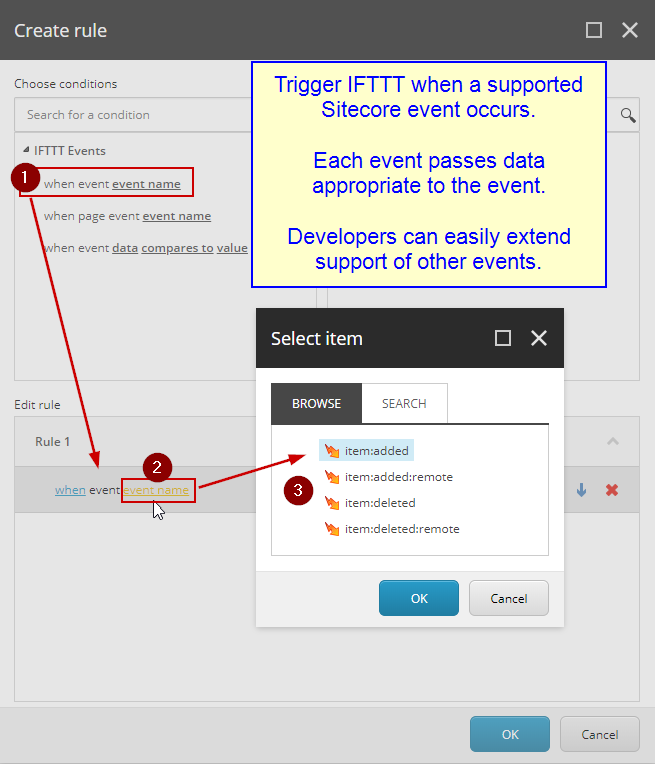 Create rule
Choose conditions
Search for a condition
IFTTT Events
1
when event event name
when page event event name
when event data compares to value
Trigger IFTTT when a supported
Sitecore event occurs.
Each event passes data
appropriate to the event.
Developers can easily extend
support of other events.
Select item
BROWSE
SEARCH
item:added
item:added:remote
item:deleted
item:deleted:remote
3
OK
Cancel
Edit rule
Rule 1
2
when event event name
OK
Cancel